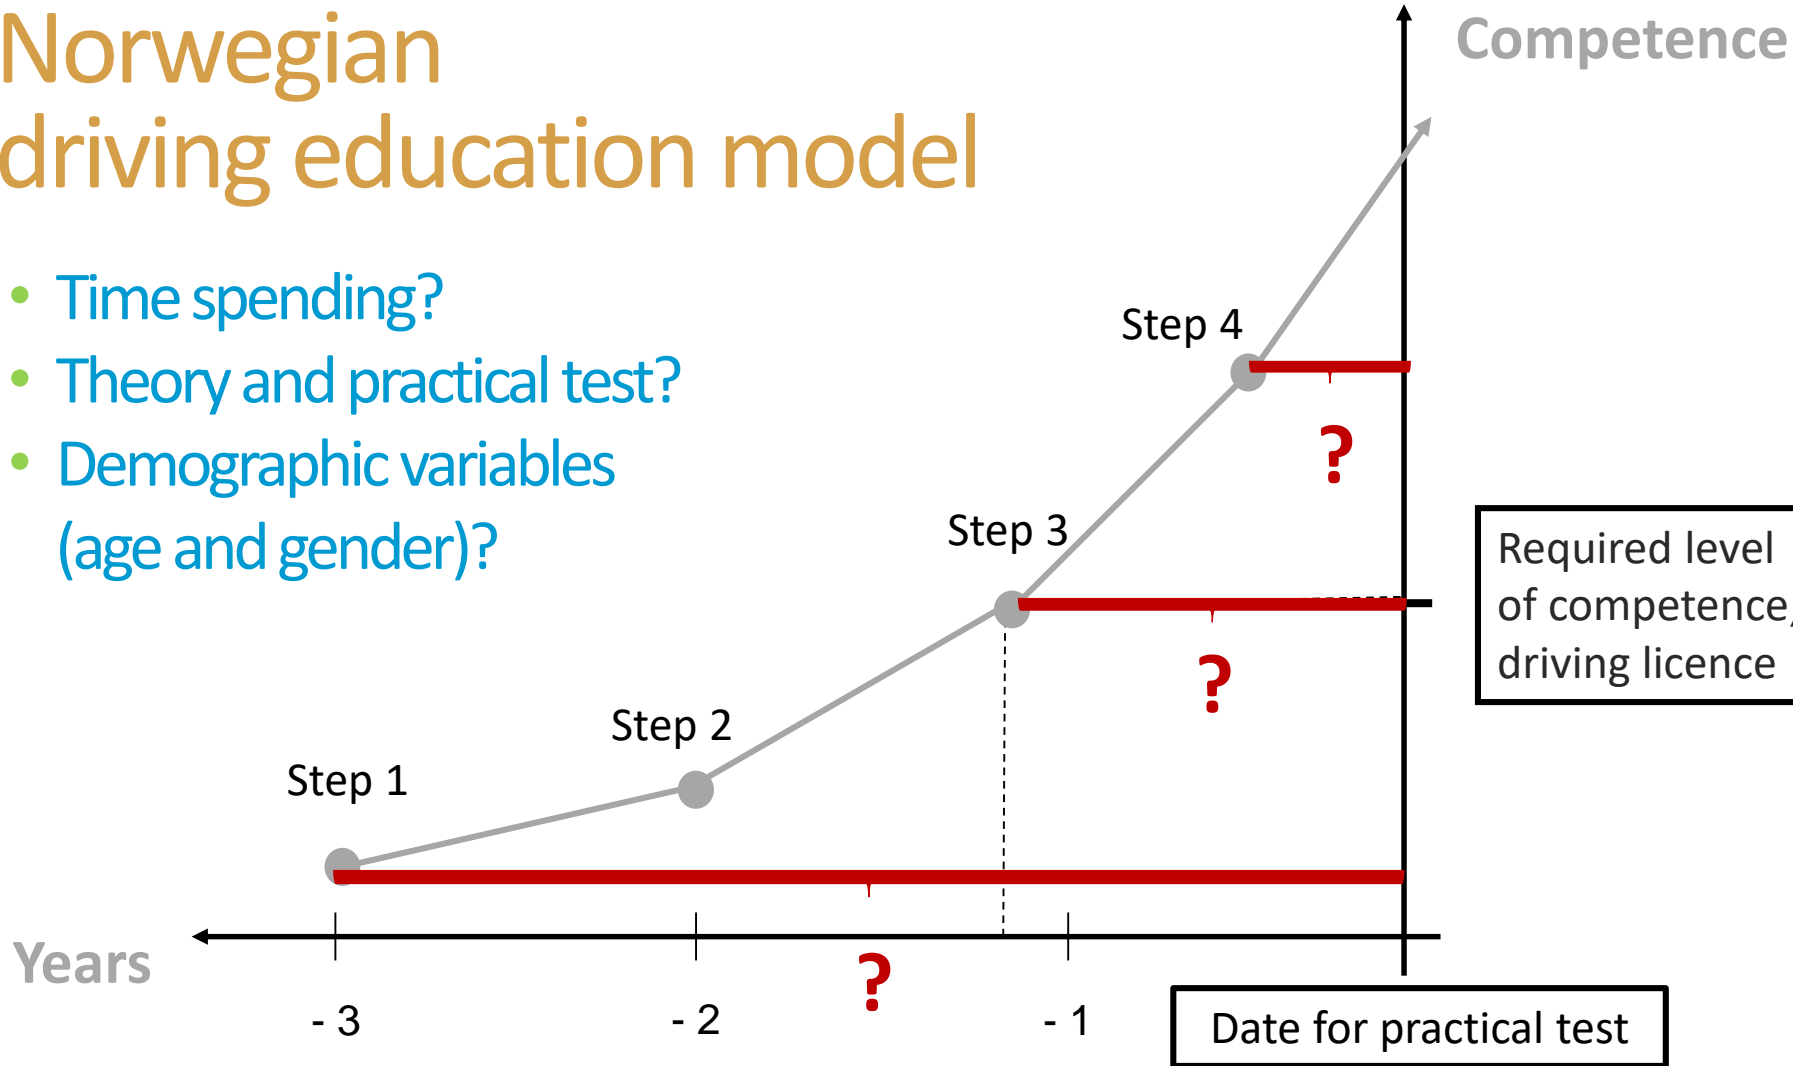 Norwegian
driving education model
• Time spending?
• Theory and practical test?
• Demographic variables
(age and gender)?
Competence
Step 4
?
Step 3
Required level
of competence,
driving licence
?
Step 2
Step 1
Years
?
- 3
- 2
- 1
Date for practical test